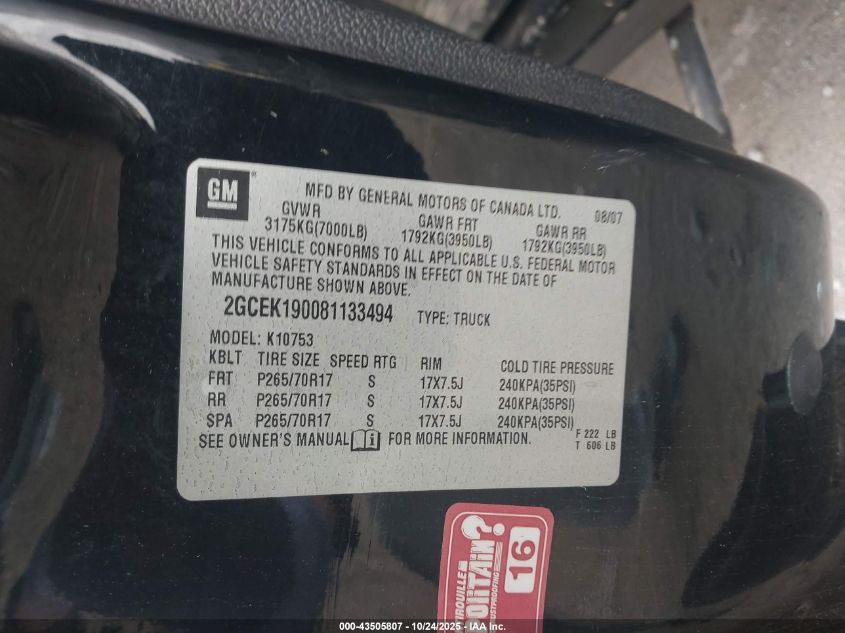 GM
MFD BY GENERAL MOTORS OF CANADA LTD. 08/07
GVWR GAWR FRT GAWR RR
3175KG(7000LB) 1792KG(3950LB) 1792KG(3950LB)
THIS VEHICLE CONFORMS TO ALL APPLICABLE U.S. FEDERAL MOTOR
VEHICLE SAFETY STANDARDS IN EFFECT ON THE DATE OF
MANUFACTURE SHOWN ABOVE.
2GCEK190081133494 TYPE: TRUCK
MODEL: K10753
KBLT TIRE SIZE SPEED RTG RIM COLD TIRE PRESSURE
FRT P265/70R17 S 17X7.5J 240KPA(35PSI)
RR P265/70R17 S 17X7.5J 240KPA(35PSI)
SPA P265/70R17 S 17X7.5J 240KPA(35PSI)
SEE OWNER'S MANUAL FOR MORE INFORMATION.
F 222 LB
T 606 LB
16
000-43505807 - 10/24/2025 - IAA Inc.